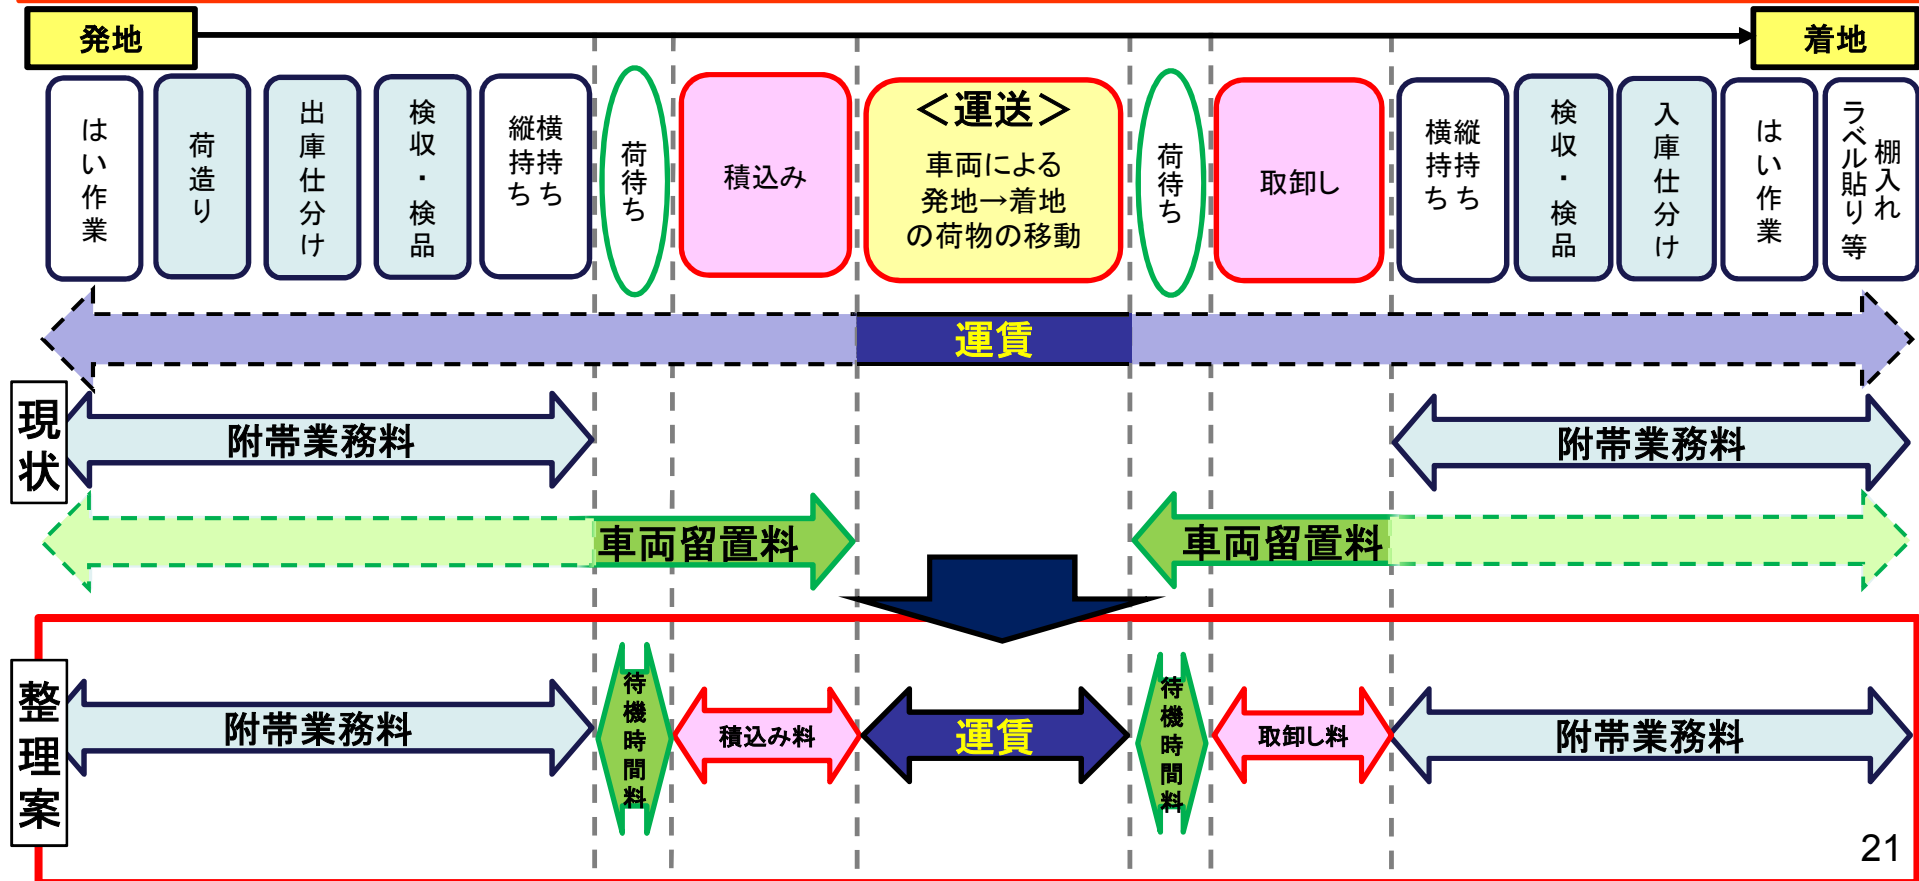 発地
着地
はい作業
荷造り
出庫仕分け
検収・検品
横持ち
縦持ち
荷待ち
積込み
＜運送＞
車両による
発地→着地
の荷物の移動
荷待ち
取卸し
縦持ち
横持ち
検収・検品
入庫仕分け
はい作業
棚入れ
ラベル貼り等
運賃
現状
附帯業務料
附帯業務料
車両留置料
車両留置料
整理案
附帯業務料
待機時間料
積込み料
運賃
待機時間料
取卸し料
附帯業務料
21